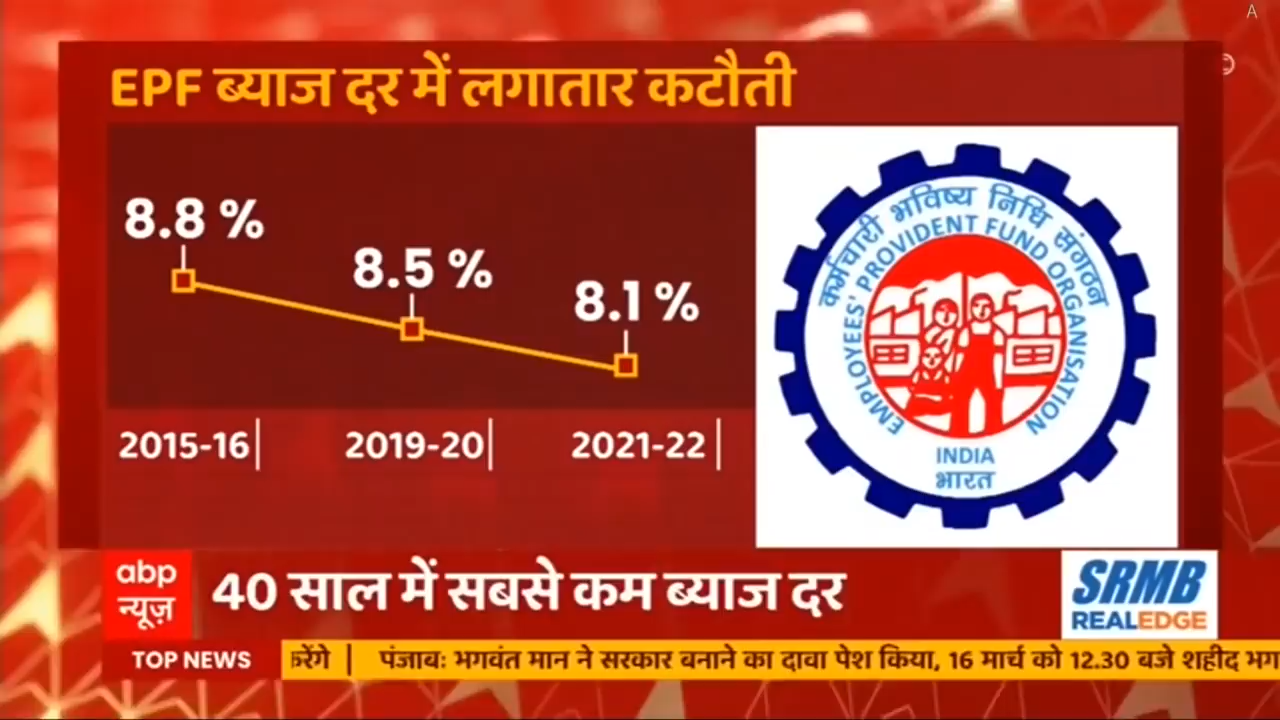 A
EPF ब्याज दर में लगातार कटौती
8.8 %
8.5 %
8.1 %
2015-16
2019-20
2021-22
कर्मचारी भविष्य निधि संगठन
EMPLOYEES' PROVIDENT FUND ORGANISATION
INDIA
भारत
abp
न्यूज़
40 साल में सबसे कम ब्याज दर
SRMB
REALEDGE
TOP NEWS
करेंगे | पंजाब: भगवंत मान ने सरकार बनाने का दावा पेश किया, 16 मार्च को 12.30 बजे शहीद भग